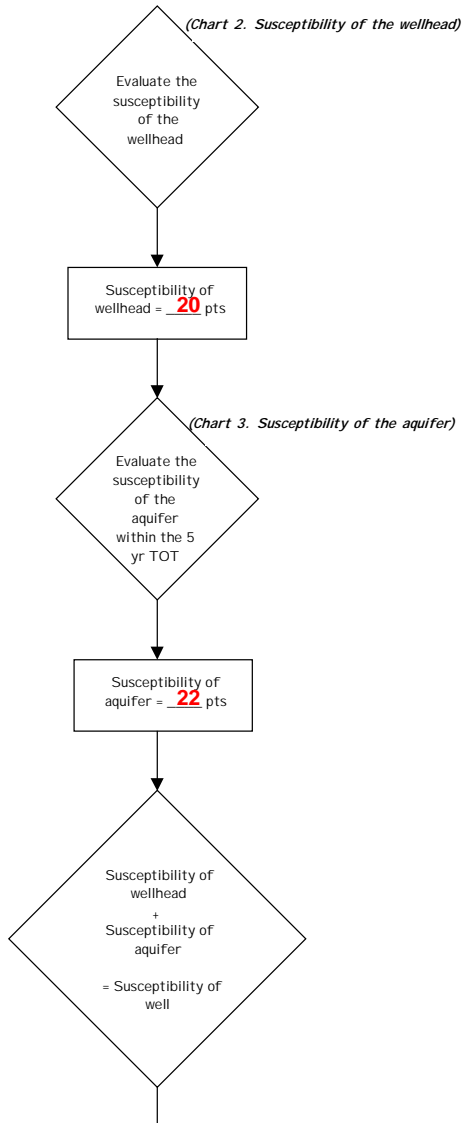 (Chart 2. Susceptibility of the wellhead)
Evaluate the
susceptibility
of the
wellhead
Susceptibility of
wellhead = 20 pts
(Chart 3. Susceptibility of the aquifer)
Evaluate the
susceptibility
of the
aquifer
within the 5
yr TOT
Susceptibility of
aquifer = 22 pts
Susceptibility of
wellhead
+
Susceptibility of
aquifer
= Susceptibility of
well